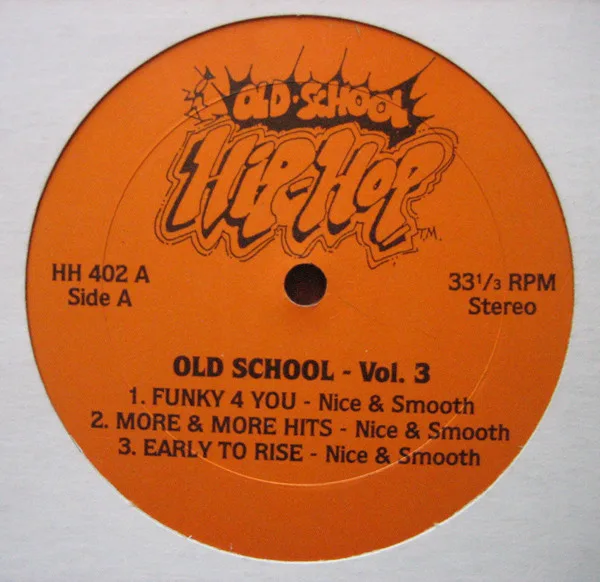 OLD·SCHOOL
HIP-HOP
TM.
HH 402 A
Side A
33 1/3 RPM
Stereo
OLD SCHOOL - Vol. 3
1. FUNKY 4 YOU - Nice & Smooth
2. MORE & MORE HITS - Nice & Smooth
3. EARLY TO RISE - Nice & Smooth